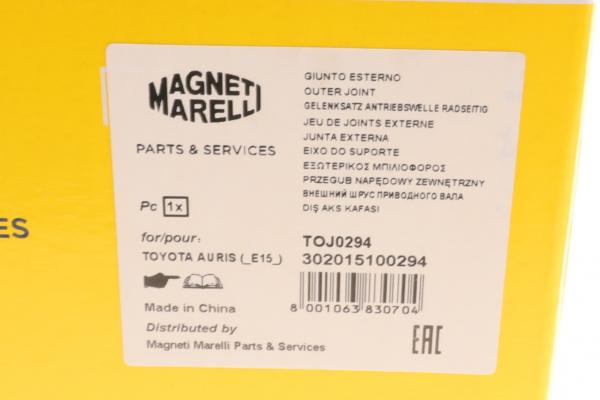 MAGNETI
MARELLI
PARTS & SERVICES
GIUNTO ESTERNO
OUTER JOINT
GELENKSATZ ANTRIEBSWELLE RADSEITIG
JEU DE JOINTS EXTERNE
JUNTA EXTERNA
EIXO DO SUPORTE
ΕΞΩΤΕΡΙΚΟΣ ΜΠΙΛΙΟΦΟΡΟΣ
PRZEGUB NAPĘDOWY ZEWNĘTRZNY
ВНЕШНИЙ ШРУС ПРИВОДНОГО ВАЛА
DIŞ AKS KAFASI
Pc 1x
for/pour:
TOYOTA AURIS (_E15_)
TOJ0294
302015100294
8 001063 830704
Made in China
Distributed by
Magneti Marelli Parts & Services
EAC
ES